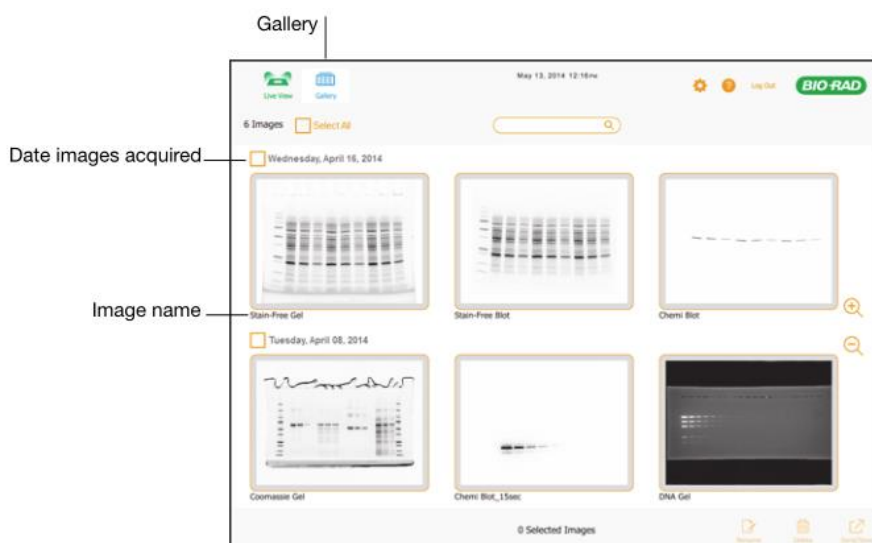 Gallery
May 13, 2014 12:16PM
Live View
Gallery
Log Out
BIO-RAD
6 Images
Select All
Date images acquired
Wednesday, April 16, 2014
Image name
Stain-Free Gel
Stain-Free Blot
Chemi Blot
Tuesday, April 08, 2014
Coomassie Gel
Chemi Blot_15sec
DNA Gel
0 Selected Images
Rename
Delete